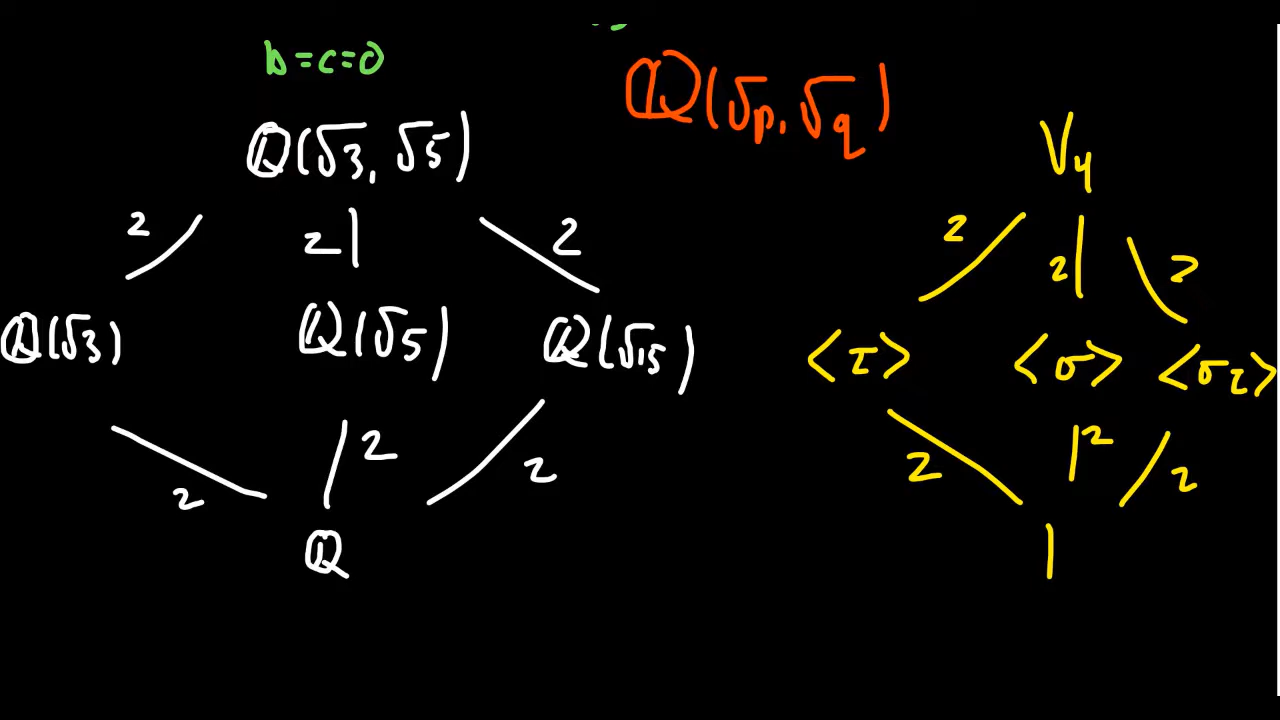 b=c=0
ℚ(√p, √q)
ℚ(√3, √5)
V4
2 2 2
2 2 2
ℚ(√3) ℚ(√5) ℚ(√15)
<τ> <σ> <στ>
2 2 2
2 2 2
ℚ
1